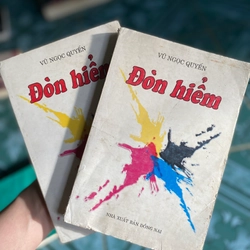 VŨ NGỌC QUYỀN
Đòn hiểm
VŨ NGỌC QUYỀN
Đòn hiểm
NHÀ XUẤT BẢN ĐỒNG NAI